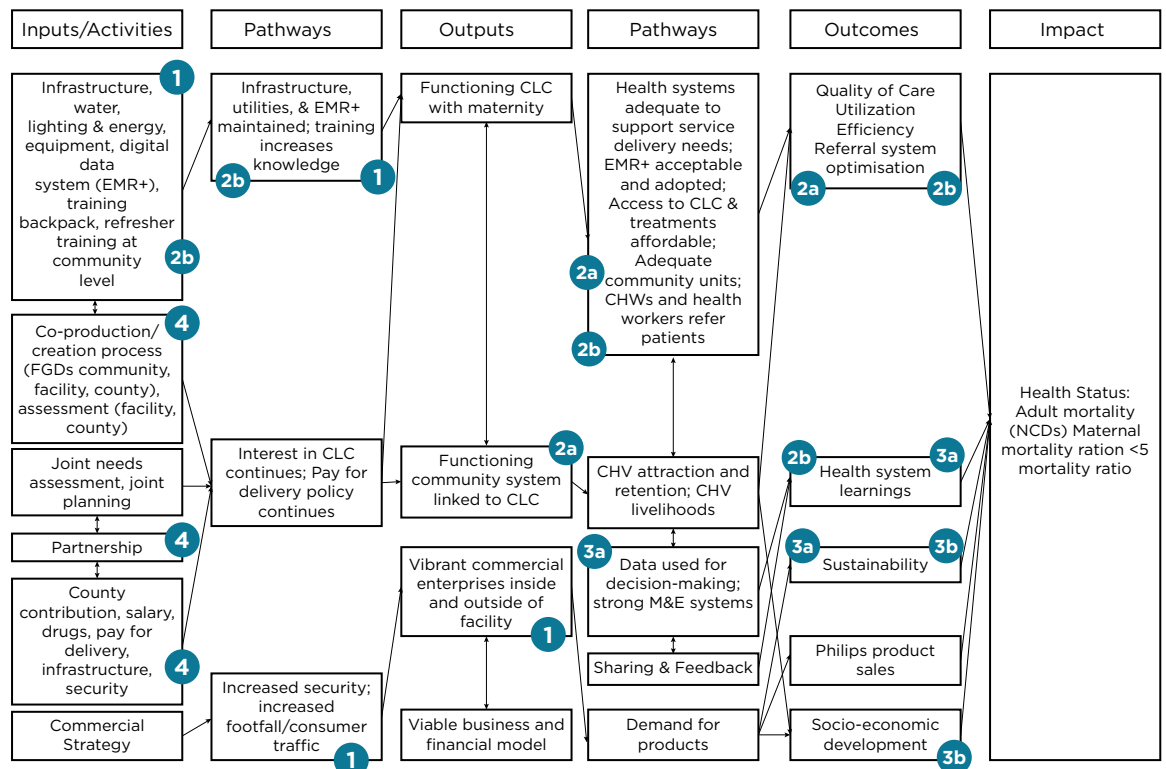 Inputs/Activities
Pathways
Outputs
Pathways
Outcomes
Impact
1
Infrastructure,
water,
lighting & energy,
equipment, digital
data
system (EMR+),
training
backpack, refresher
training at
community
level
2b
4
Co-production/
creation process
(FGDs community,
facility, county),
assessment (facility,
county)
Joint needs
assessment, joint
planning
Partnership
4
County
contribution, salary,
drugs, pay for
delivery,
infrastructure,
security
4
Commercial
Strategy
Infrastructure,
utilities, & EMR+
maintained; training
increases
knowledge
2b
1
Interest in CLC
continues; Pay for
delivery policy
continues
Increased security;
increased
footfall/consumer
traffic
1
Functioning CLC
with maternity
2a
Functioning
community system
linked to CLC
Vibrant commercial
enterprises inside
and outside of
facility
1
Viable business and
financial model
Health systems
adequate to
support service
delivery needs;
EMR+ acceptable
and adopted;
Access to CLC &
treatments
affordable;
Adequate
community units;
CHWs and health
workers refer
patients
2a
2b
CHV attraction and
retention; CHV
livelihoods
3a
Data used for
decision-making;
strong M&E systems
Sharing & Feedback
Demand for
products
Quality of Care
Utilization
Efficiency
Referral system
optimisation
2a
2b
2b
3a
Health system
learnings
3a
3b
Sustainability
Philips product
sales
Socio-economic
development
3b
Health Status:
Adult mortality
(NCDs) Maternal
mortality ration <5
mortality ratio